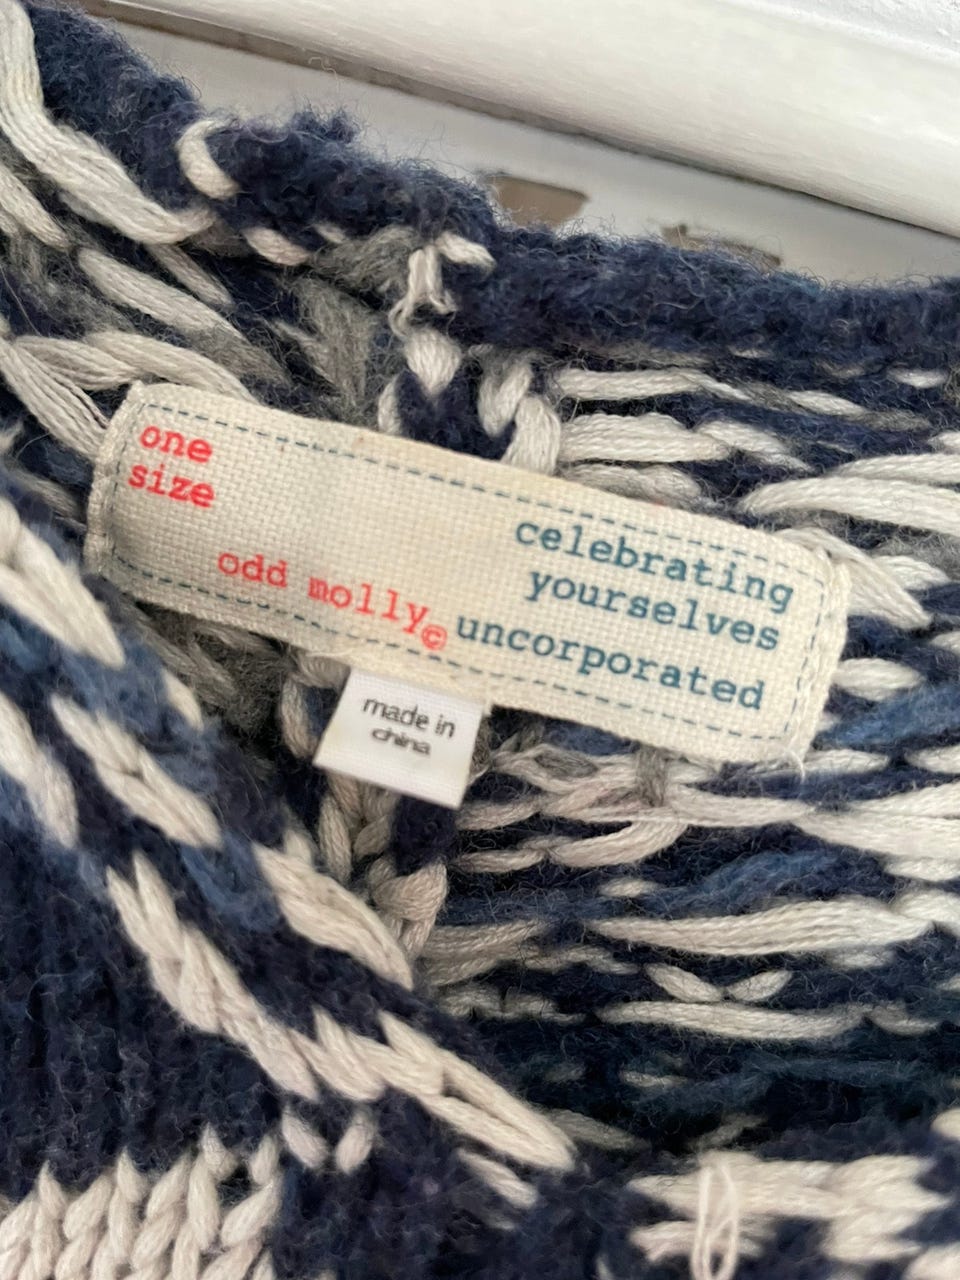 one
size
odd molly©
celebrating
yourselves
uncorporated
made in
china